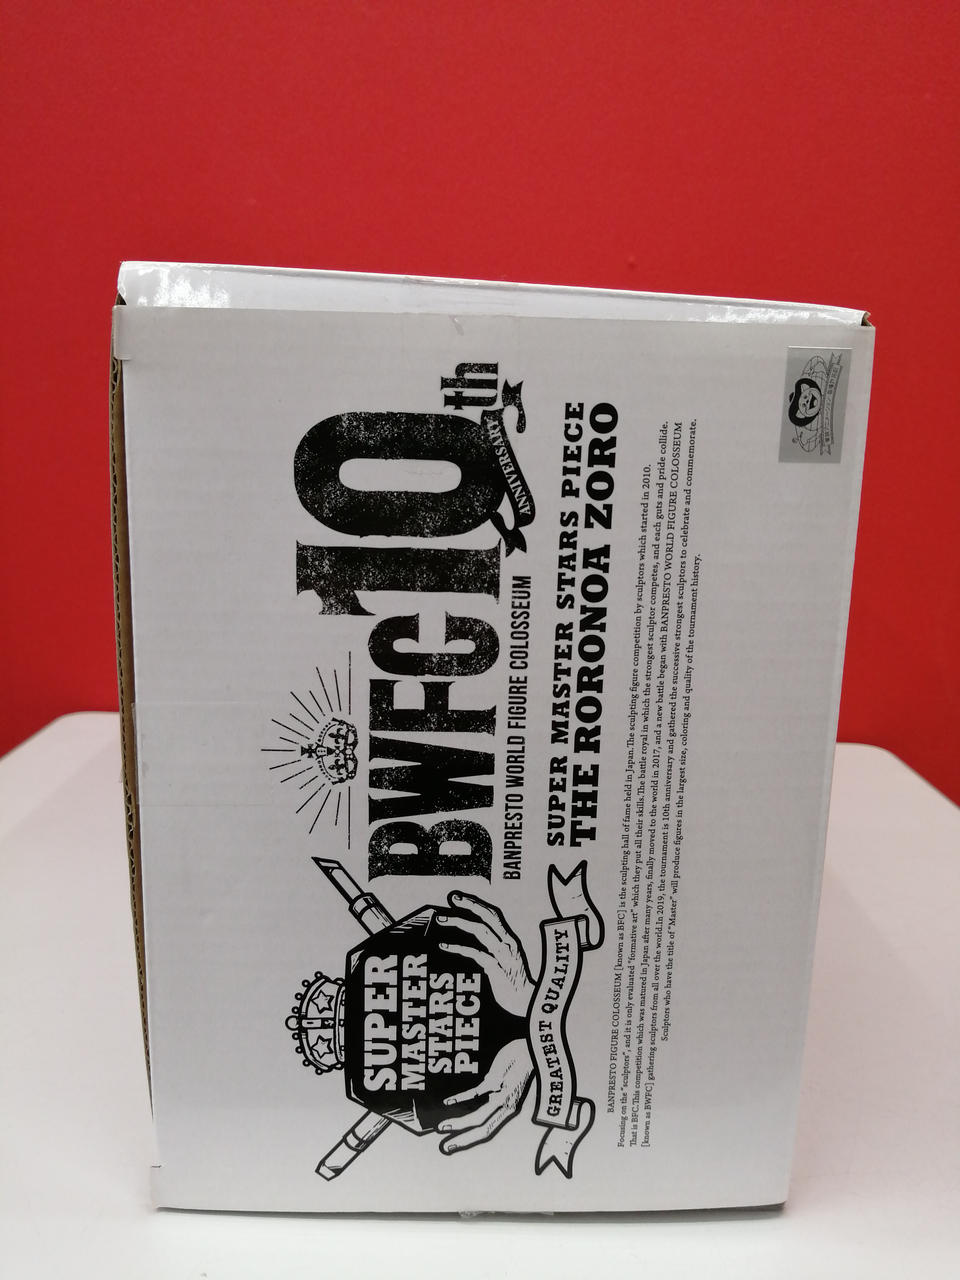 SUPER
MASTER
STARS
PIECE
GREATEST QUALITY
BWFC10th
ANNIVERSARY
BANPRESTO WORLD FIGURE COLOSSEUM
SUPER MASTER STARS PIECE
THE RORONOA ZORO
BANPRESTO FIGURE COLOSSEUM [known as BFC] is the sculpting hall of fame held in Japan.The sculpting figure competition by sculptors which started in 2010.
Focusing on the "sculptors", and it is only evaluated "formative art" which they put all their skills.The battle royal in which the strongest sculptor competes, and each guts and pride collide.
That is BFC.This competition which was matured in Japan after many years, finally moved to the world in 2017, and a new battle began with BANPRESTO WORLD FIGURE COLOSSEUM
[known as BWFC] gathering sculptors from all over the world.In 2019, the tournament is 10th anniversary and gathered the successive strongest sculptors to celebrate and commemorate.
Sculptors who have the title of "Master" will produce figures in the largest size, coloring and quality of the tournament history.